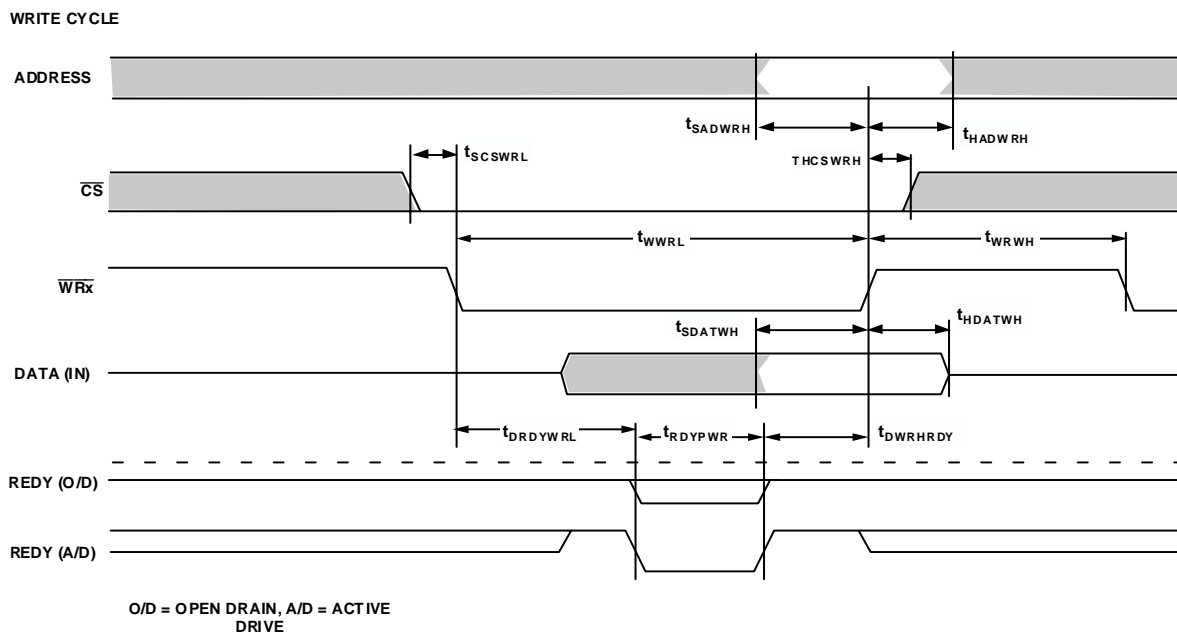 WRITE CYCLE
ADDRESS
tSADWRH
tHADWRH
tSCSWRL
THCSWRH
CS
tWWRL
tWRWH
WRx
tSDATWH
tHDATWH
DATA (IN)
tDRDYWRL
tRDYPWR
tDWRHRDY
REDY (O/D)
REDY (A/D)
O/D = OPEN DRAIN, A/D = ACTIVE
DRIVE